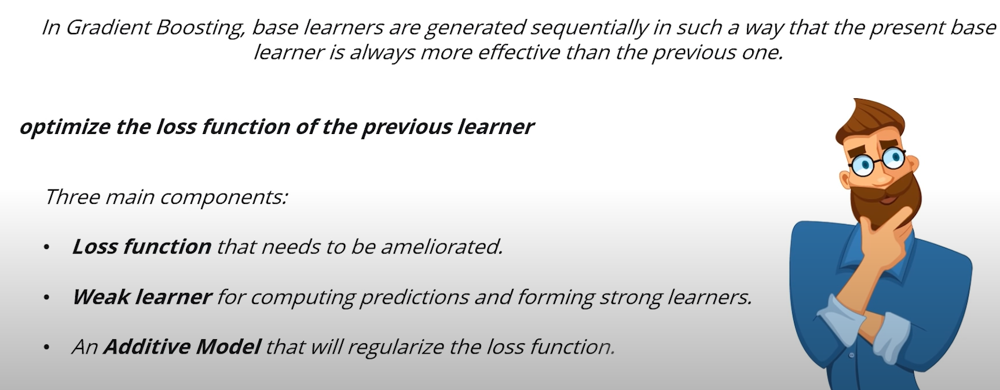 In Gradient Boosting, base learners are generated sequentially in such a way that the present base
learner is always more effective than the previous one.
optimize the loss function of the previous learner
Three main components:
• Loss function that needs to be ameliorated.
• Weak learner for computing predictions and forming strong learners.
• An Additive Model that will regularize the loss function.